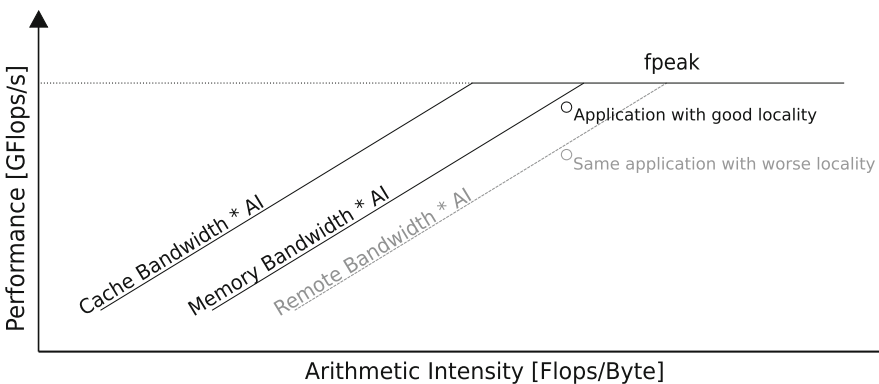 fpeak
Application with good locality
Same application with worse locality
Cache Bandwidth * AI
Memory Bandwidth * AI
Remote Bandwidth * AI
Performance [GFlops/s]
Arithmetic Intensity [Flops/Byte]